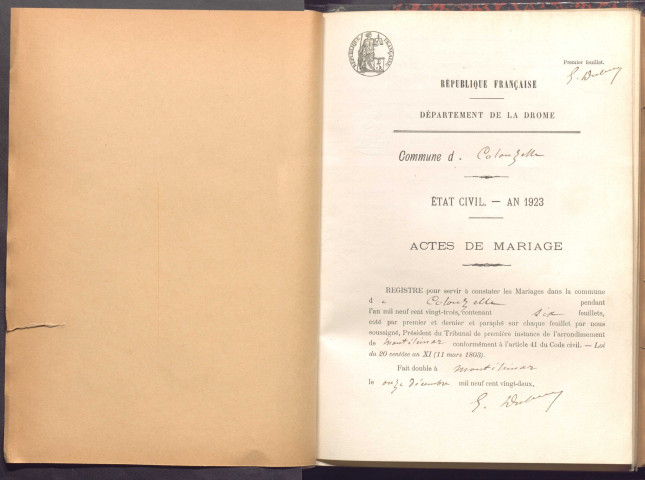 RÉPUBLIQUE FRANÇAISE
Premier feuillet.
RÉPUBLIQUE FRANÇAISE
DÉPARTEMENT DE LA DROME
Commune d e Colonzelle
ÉTAT CIVIL. — AN 1923
ACTES DE MARIAGE
REGISTRE pour servir à constater les Mariages dans la commune
d e Colonzelle pendant
l'an mil neuf cent vingt-trois, contenant six feuillets,
coté par premier et dernier et paraphé sur chaque feuillet par nous
soussigné, Président du Tribunal de première instance de l'arrondissement
de Montélimar conformément à l'article 41 du Code civil. — Loi
du 20 ventôse an XI (11 mars 1803).
Fait double à Montélimar
le onze Décembre mil neuf cent vingt-deux,